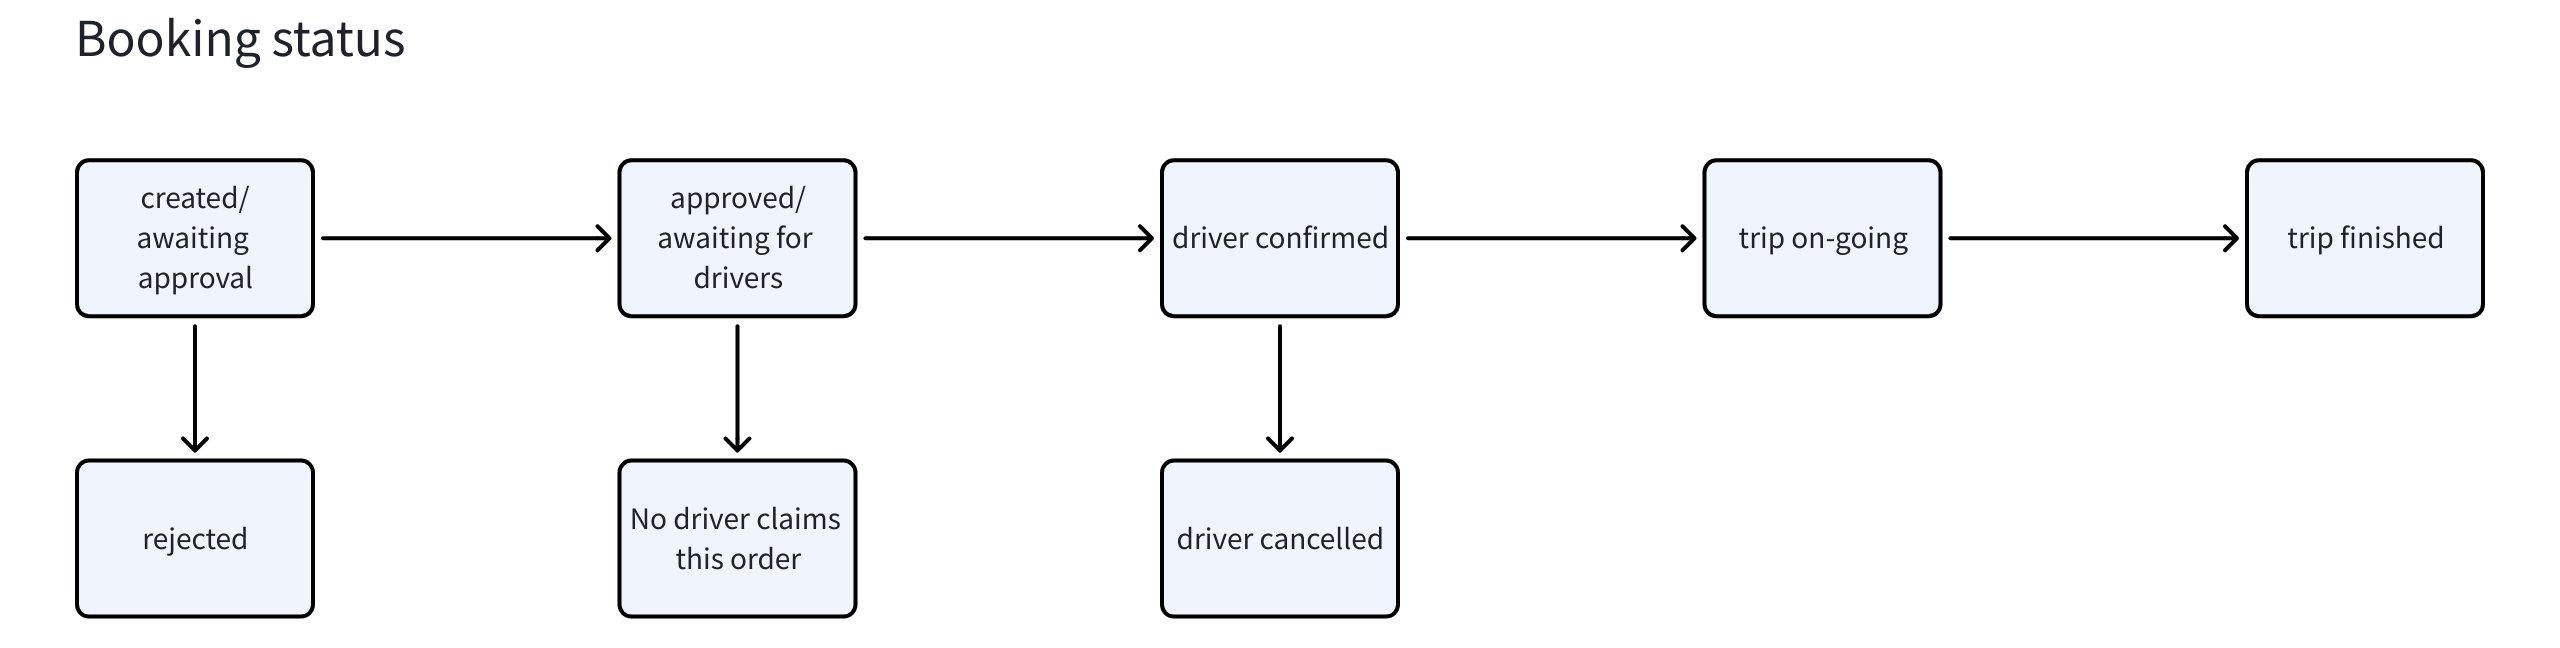 Booking status
created/
awaiting
approval
approved/
awaiting for
drivers
driver confirmed
trip on-going
trip finished
rejected
No driver claims
this order
driver cancelled